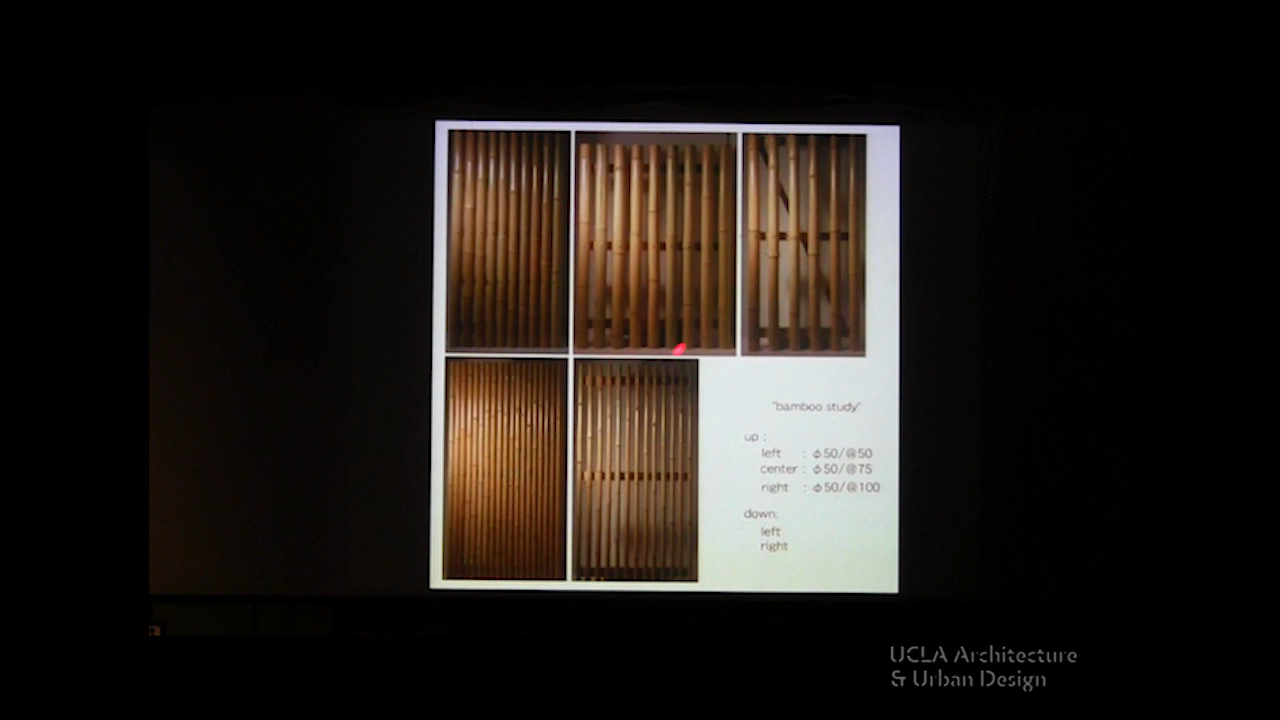 "bamboo study"
up :
left : φ50/@50
center : φ50/@75
right : φ50/@100
down:
left
right
UCLA Architecture
& Urban Design